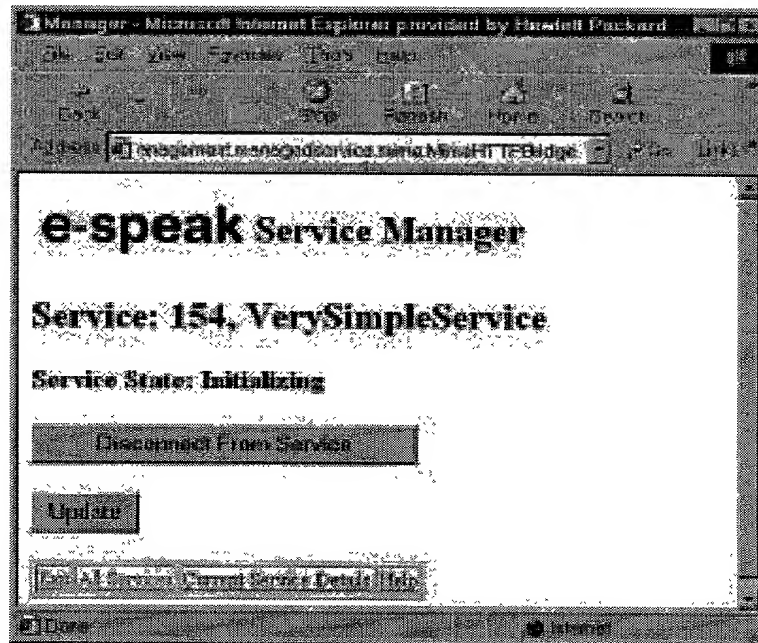 Manager - Microsoft Internet Explorer provided by Hewlett Packard
File Edit View Favorites Tools Help
Back Stop Refresh Home Search
Address Go Links
e-speak Service Manager
Service: 154, VerySimpleService
Service State: Initializing
Disconnect From Service
Update
All Services Current Service Details Help
Done Internet